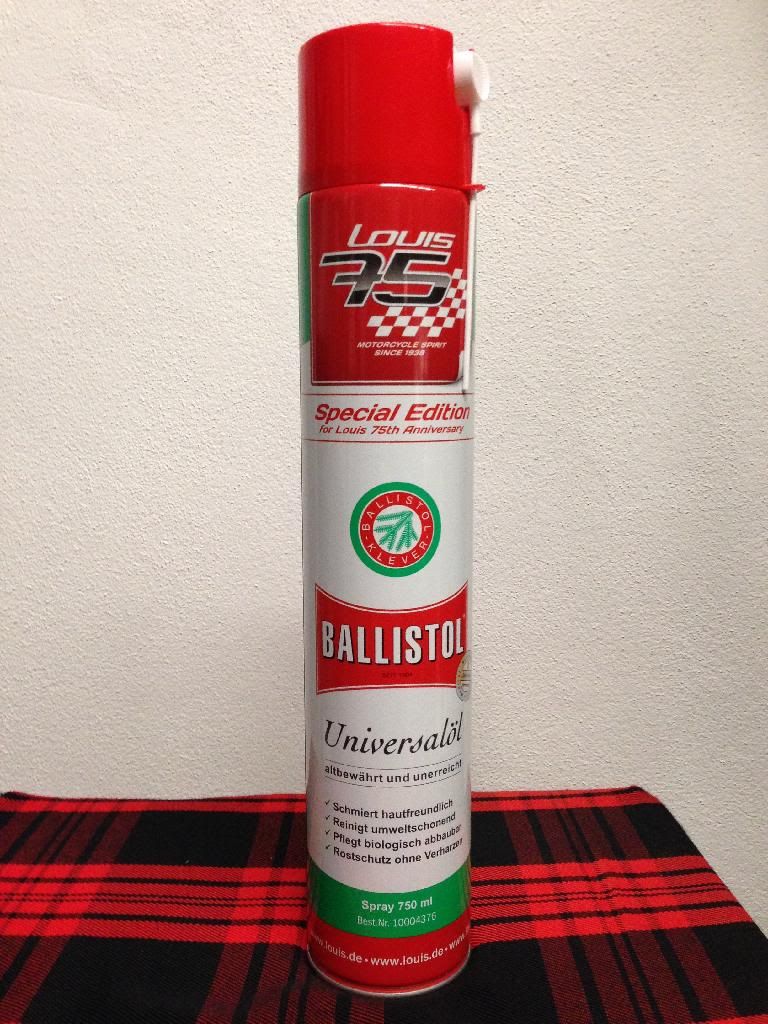 LOUIS
75
MOTORCYCLE SPIRIT
SINCE 1938
Special Edition
for Louis 75th Anniversary
BALLISTOL
KLEVER
BALLISTOL
SEIT 1904
Universalöl
altbewährt und unerreicht
✓ Schmiert hautfreundlich
✓ Reinigt umweltschonend
✓ Pflegt biologisch abbaubar
✓ Rostschutz ohne Verharzen
Spray 750 ml
Best.Nr. 10004376
www.louis.de • www.louis.de • www.